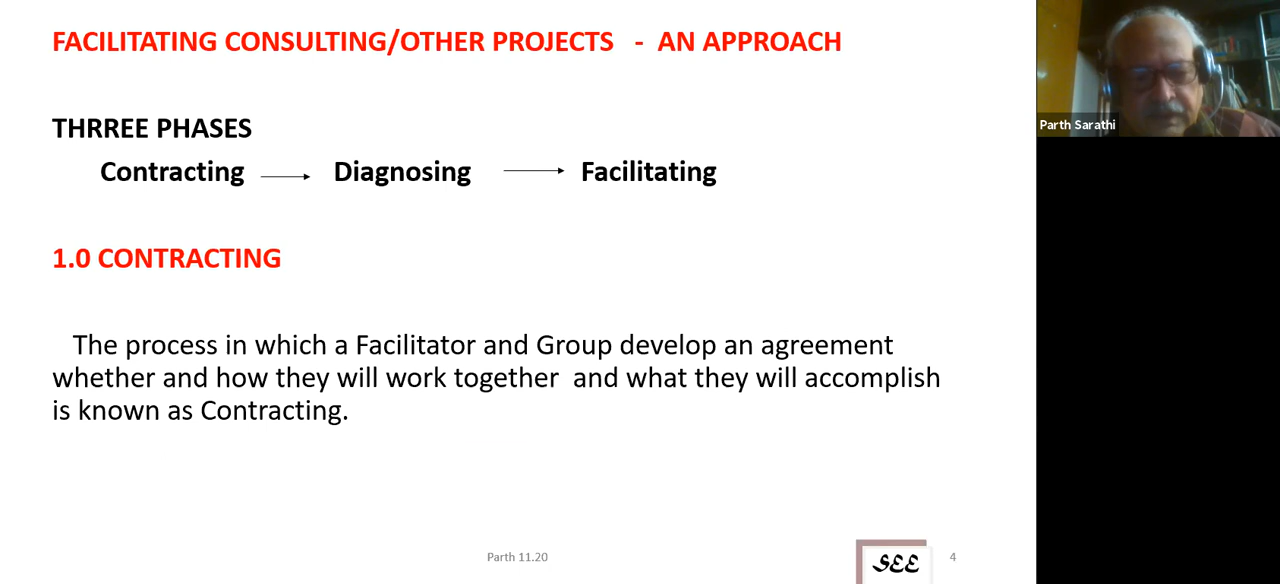 FACILITATING CONSULTING/OTHER PROJECTS - AN APPROACH
THRREE PHASES
Contracting Diagnosing Facilitating
1.0 CONTRACTING
The process in which a Facilitator and Group develop an agreement
whether and how they will work together and what they will accomplish
is known as Contracting.
Parth 11.20
SEE
4
Parth Sarathi